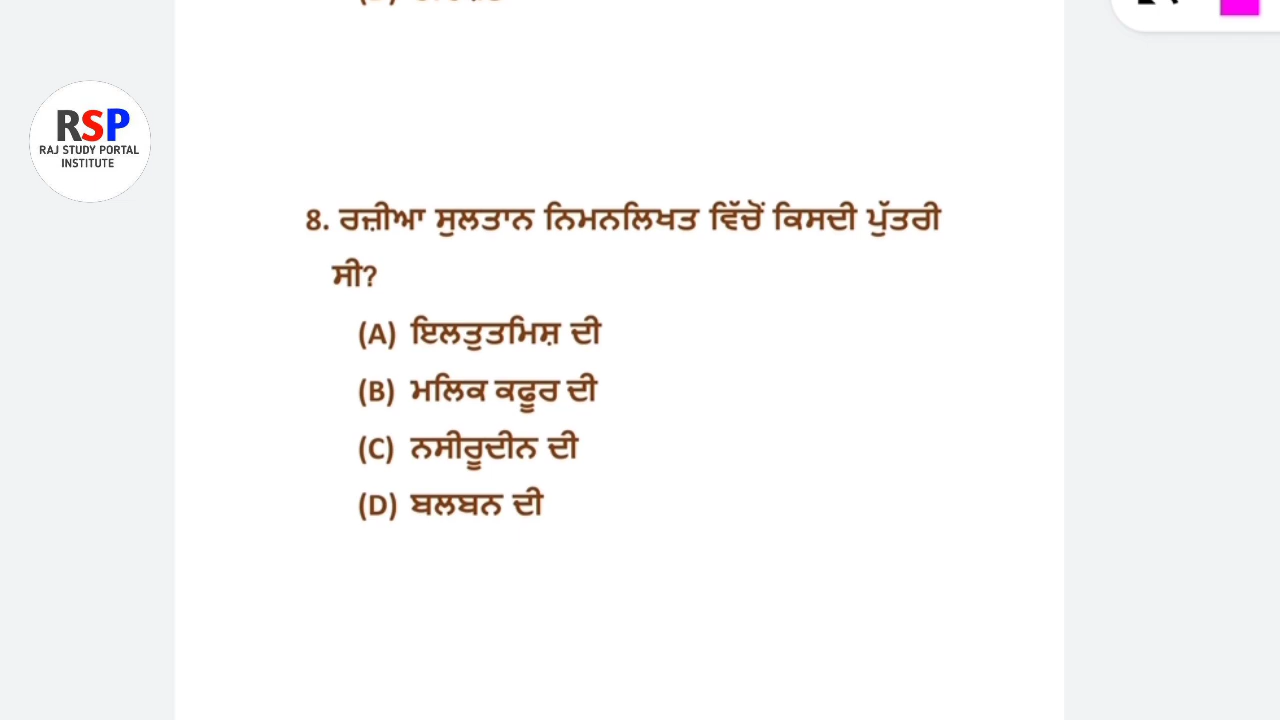 RSP
RAJ STUDY PORTAL
INSTITUTE
8. ਰਜ਼ੀਆ ਸੁਲਤਾਨ ਨਿਮਨਲਿਖਤ ਵਿੱਚੋਂ ਕਿਸਦੀ ਪੁੱਤਰੀ
ਸੀ?
(A) ਇਲਤੁਤਮਿਸ਼ ਦੀ
(B) ਮਲਿਕ ਕਫੂਰ ਦੀ
(C) ਨਸੀਰੂਦੀਨ ਦੀ
(D) ਬਲਬਨ ਦੀ